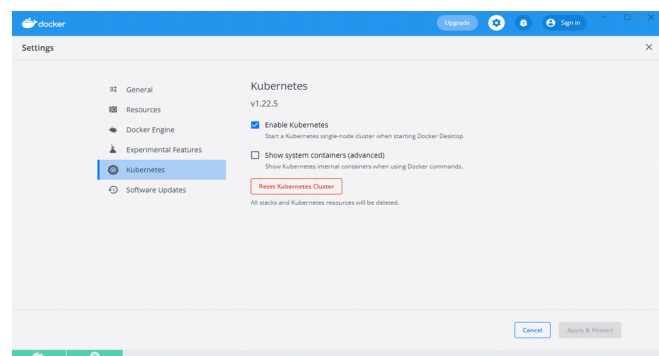 docker
Upgrade
Sign in
Settings
General
Resources
Docker Engine
Experimental Features
Kubernetes
Software Updates
Kubernetes
v1.22.5
Enable Kubernetes
Start a Kubernetes single-node cluster when starting Docker Desktop.
Show system containers (advanced)
Show Kubernetes internal containers when using Docker commands.
Reset Kubernetes Cluster
All stacks and Kubernetes resources will be deleted.
Cancel
Apply & Restart